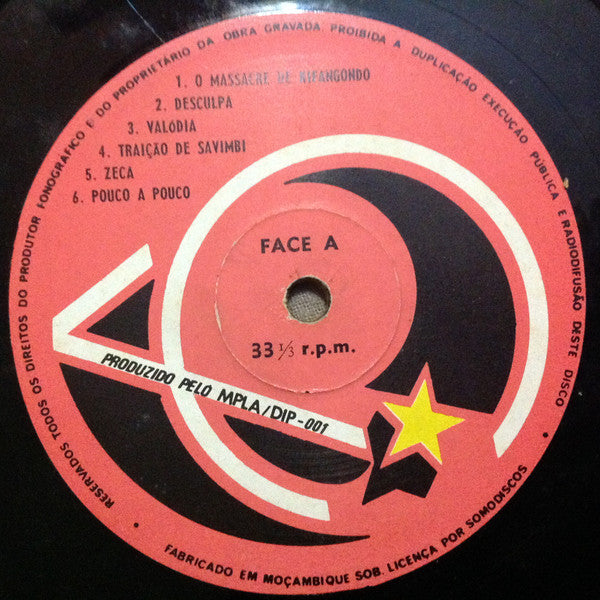 RESERVADOS TODOS OS DIREITOS DO PRODUTOR FONOGRÁFICO E DO PROPRIETÁRIO DA OBRA GRAVADA. PROIBIDA A DUPLICAÇÃO EXECUÇÃO PÚBLICA E RADIODIFUSÃO DESTE DISCO
1. O MASSACRE DE KIFANGONDO
2. DESCULPA
3. VALODIA
4. TRAIÇÃO DE SAVIMBI
5. ZECA
6. POUCO A POUCO
FACE A
33 1/3 r.p.m.
PRODUZIDO PELO MPLA/DIP-001
FABRICADO EM MOÇAMBIQUE SOB. LICENÇA POR SOMODISCOS